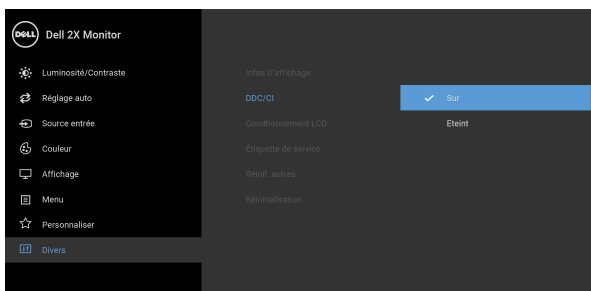 DELL Dell 2X Monitor
Luminosité/Contraste
Réglage auto
Source entrée
Couleur
Affichage
Menu
Personnaliser
Divers
Infos D'affichage
DDC/CI
Condtionnement LCD
Étiquette de service
Réinit. autres
Réinitialisation
Sur
Eteint